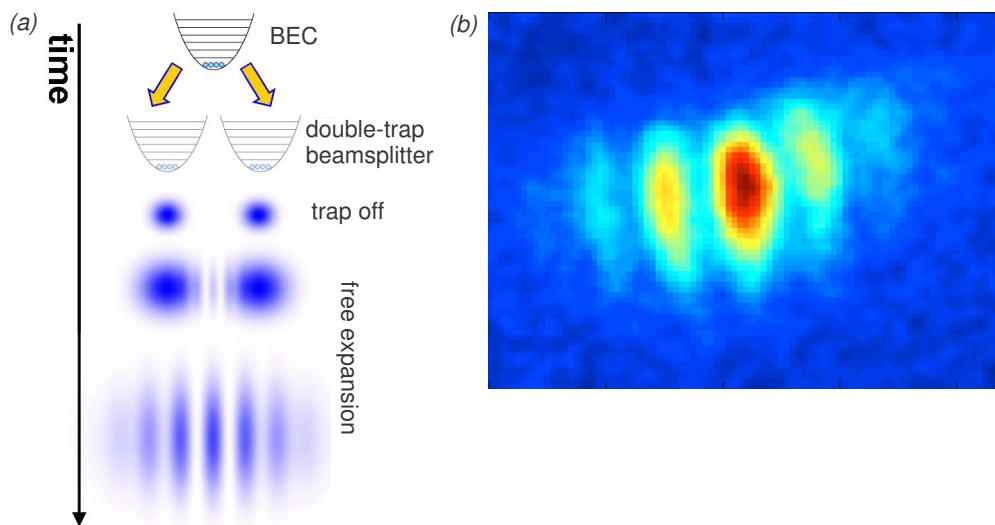 (a)
time
BEC
double-trap
beamsplitter
trap off
free expansion
(b)